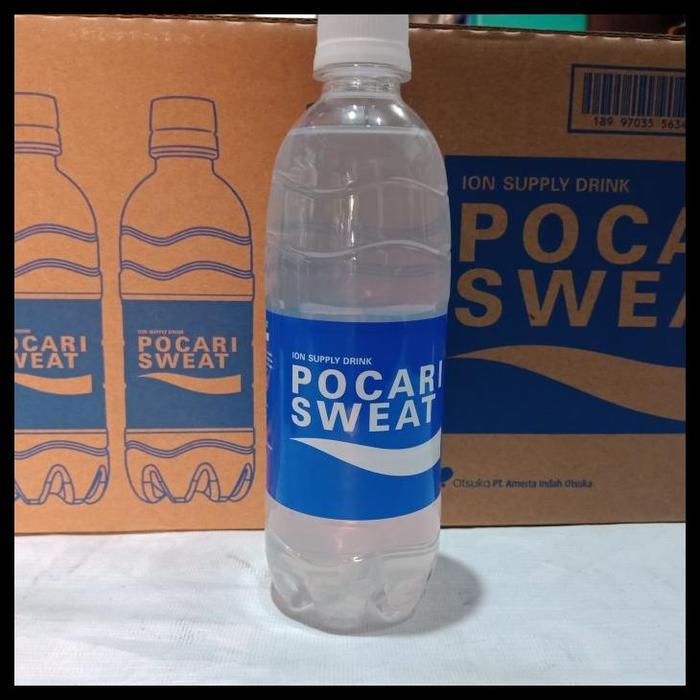 ION SUPPLY DRINK
POCARI
SWEAT
ION SUPPLY DRINK
POCARI
SWEAT
ION SUPPLY DRINK
POCA
SWEA
Otsuka PT. Amerta Indah Otsuka
POCARI
SWEAT